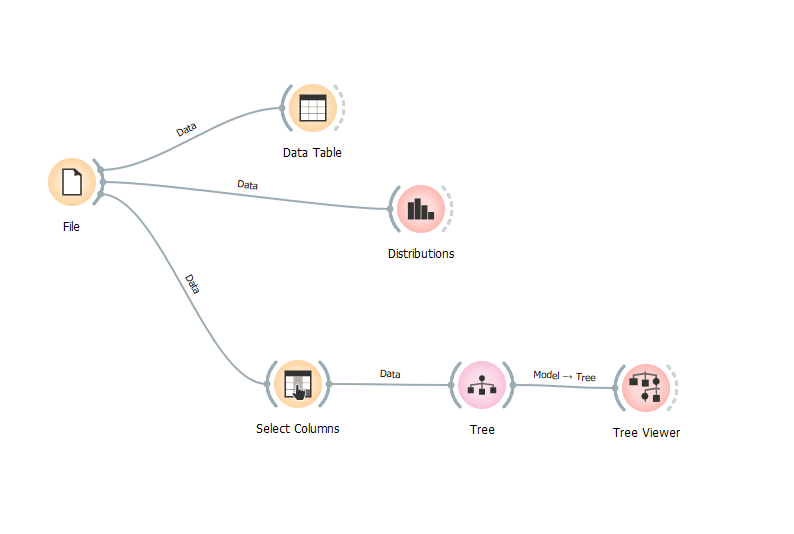 Data
Data Table
Data
File
Distributions
Data
Data
Model → Tree
Select Columns
Tree
Tree Viewer